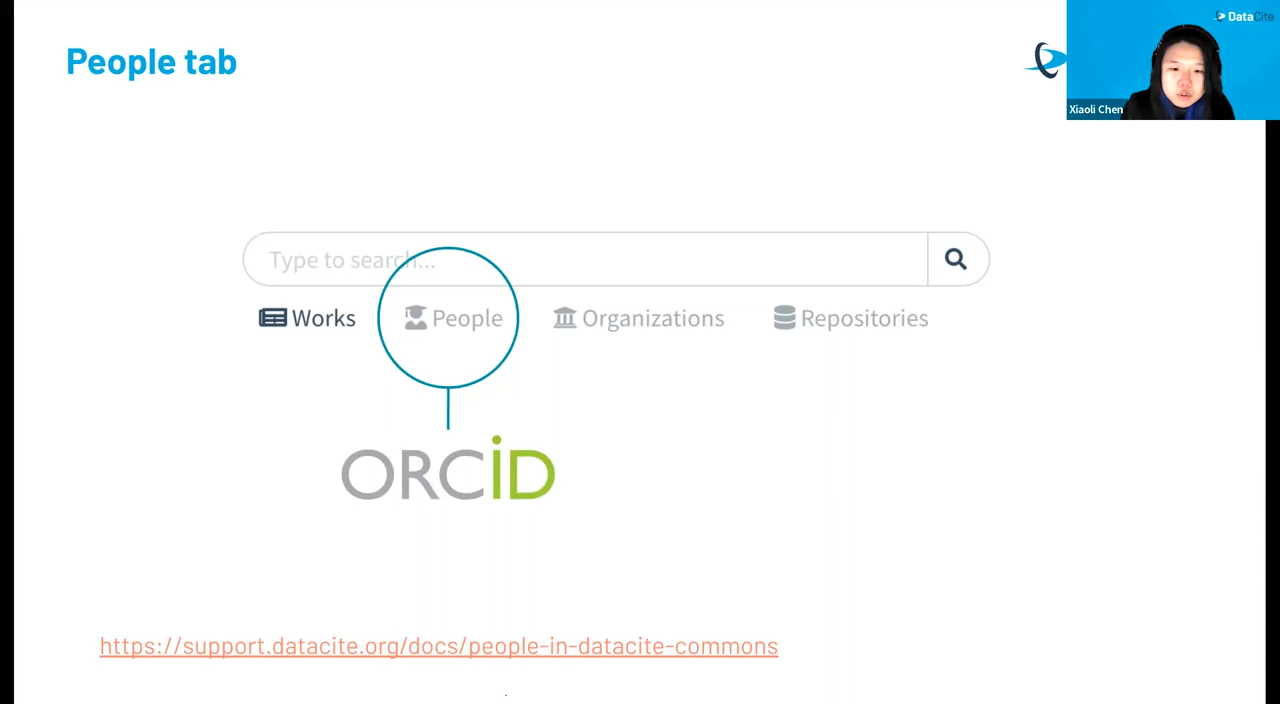 People tab
DataCite
Xiaoli Chen
Type to search...
Works People Organizations Repositories
ORCiD
https://support.datacite.org/docs/people-in-datacite-commons